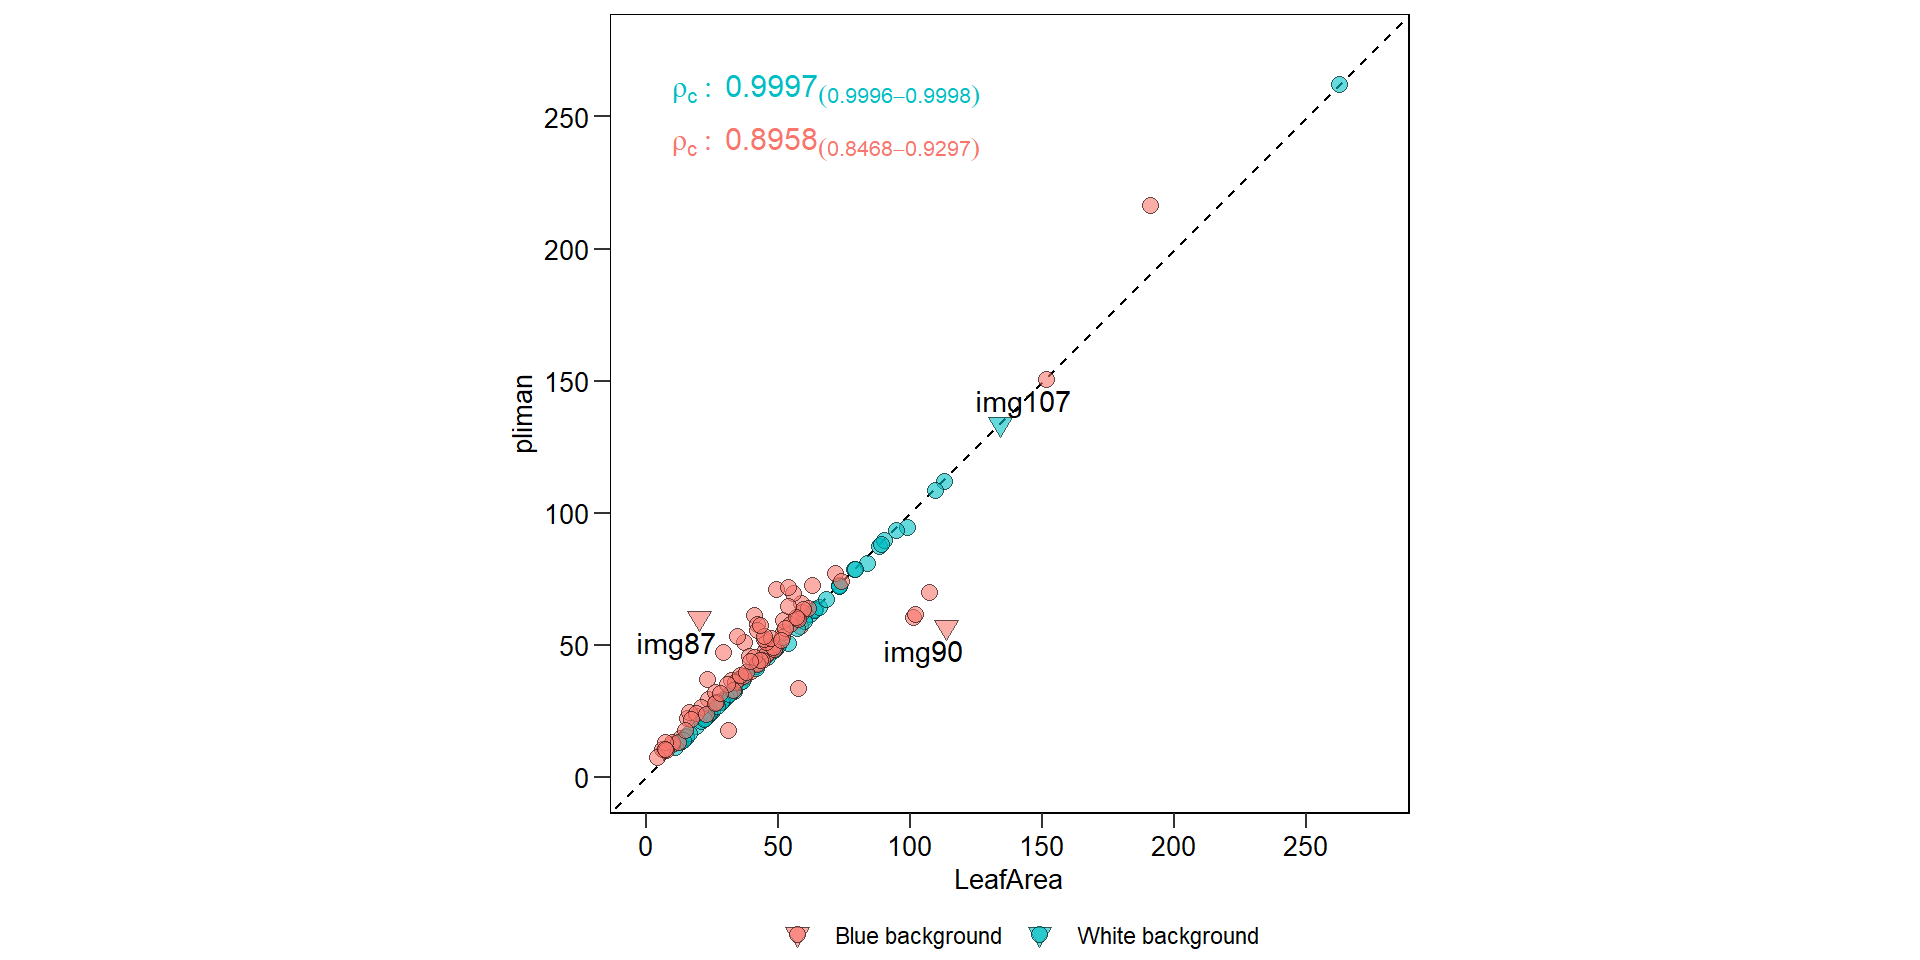 ρc : 0.9997(0.9996−0.9998)
ρc : 0.8958(0.8468−0.9297)
250
200
150
100
50
0
pliman
img107
img87
img90
0 50 100 150 200 250
LeafArea
Blue background White background